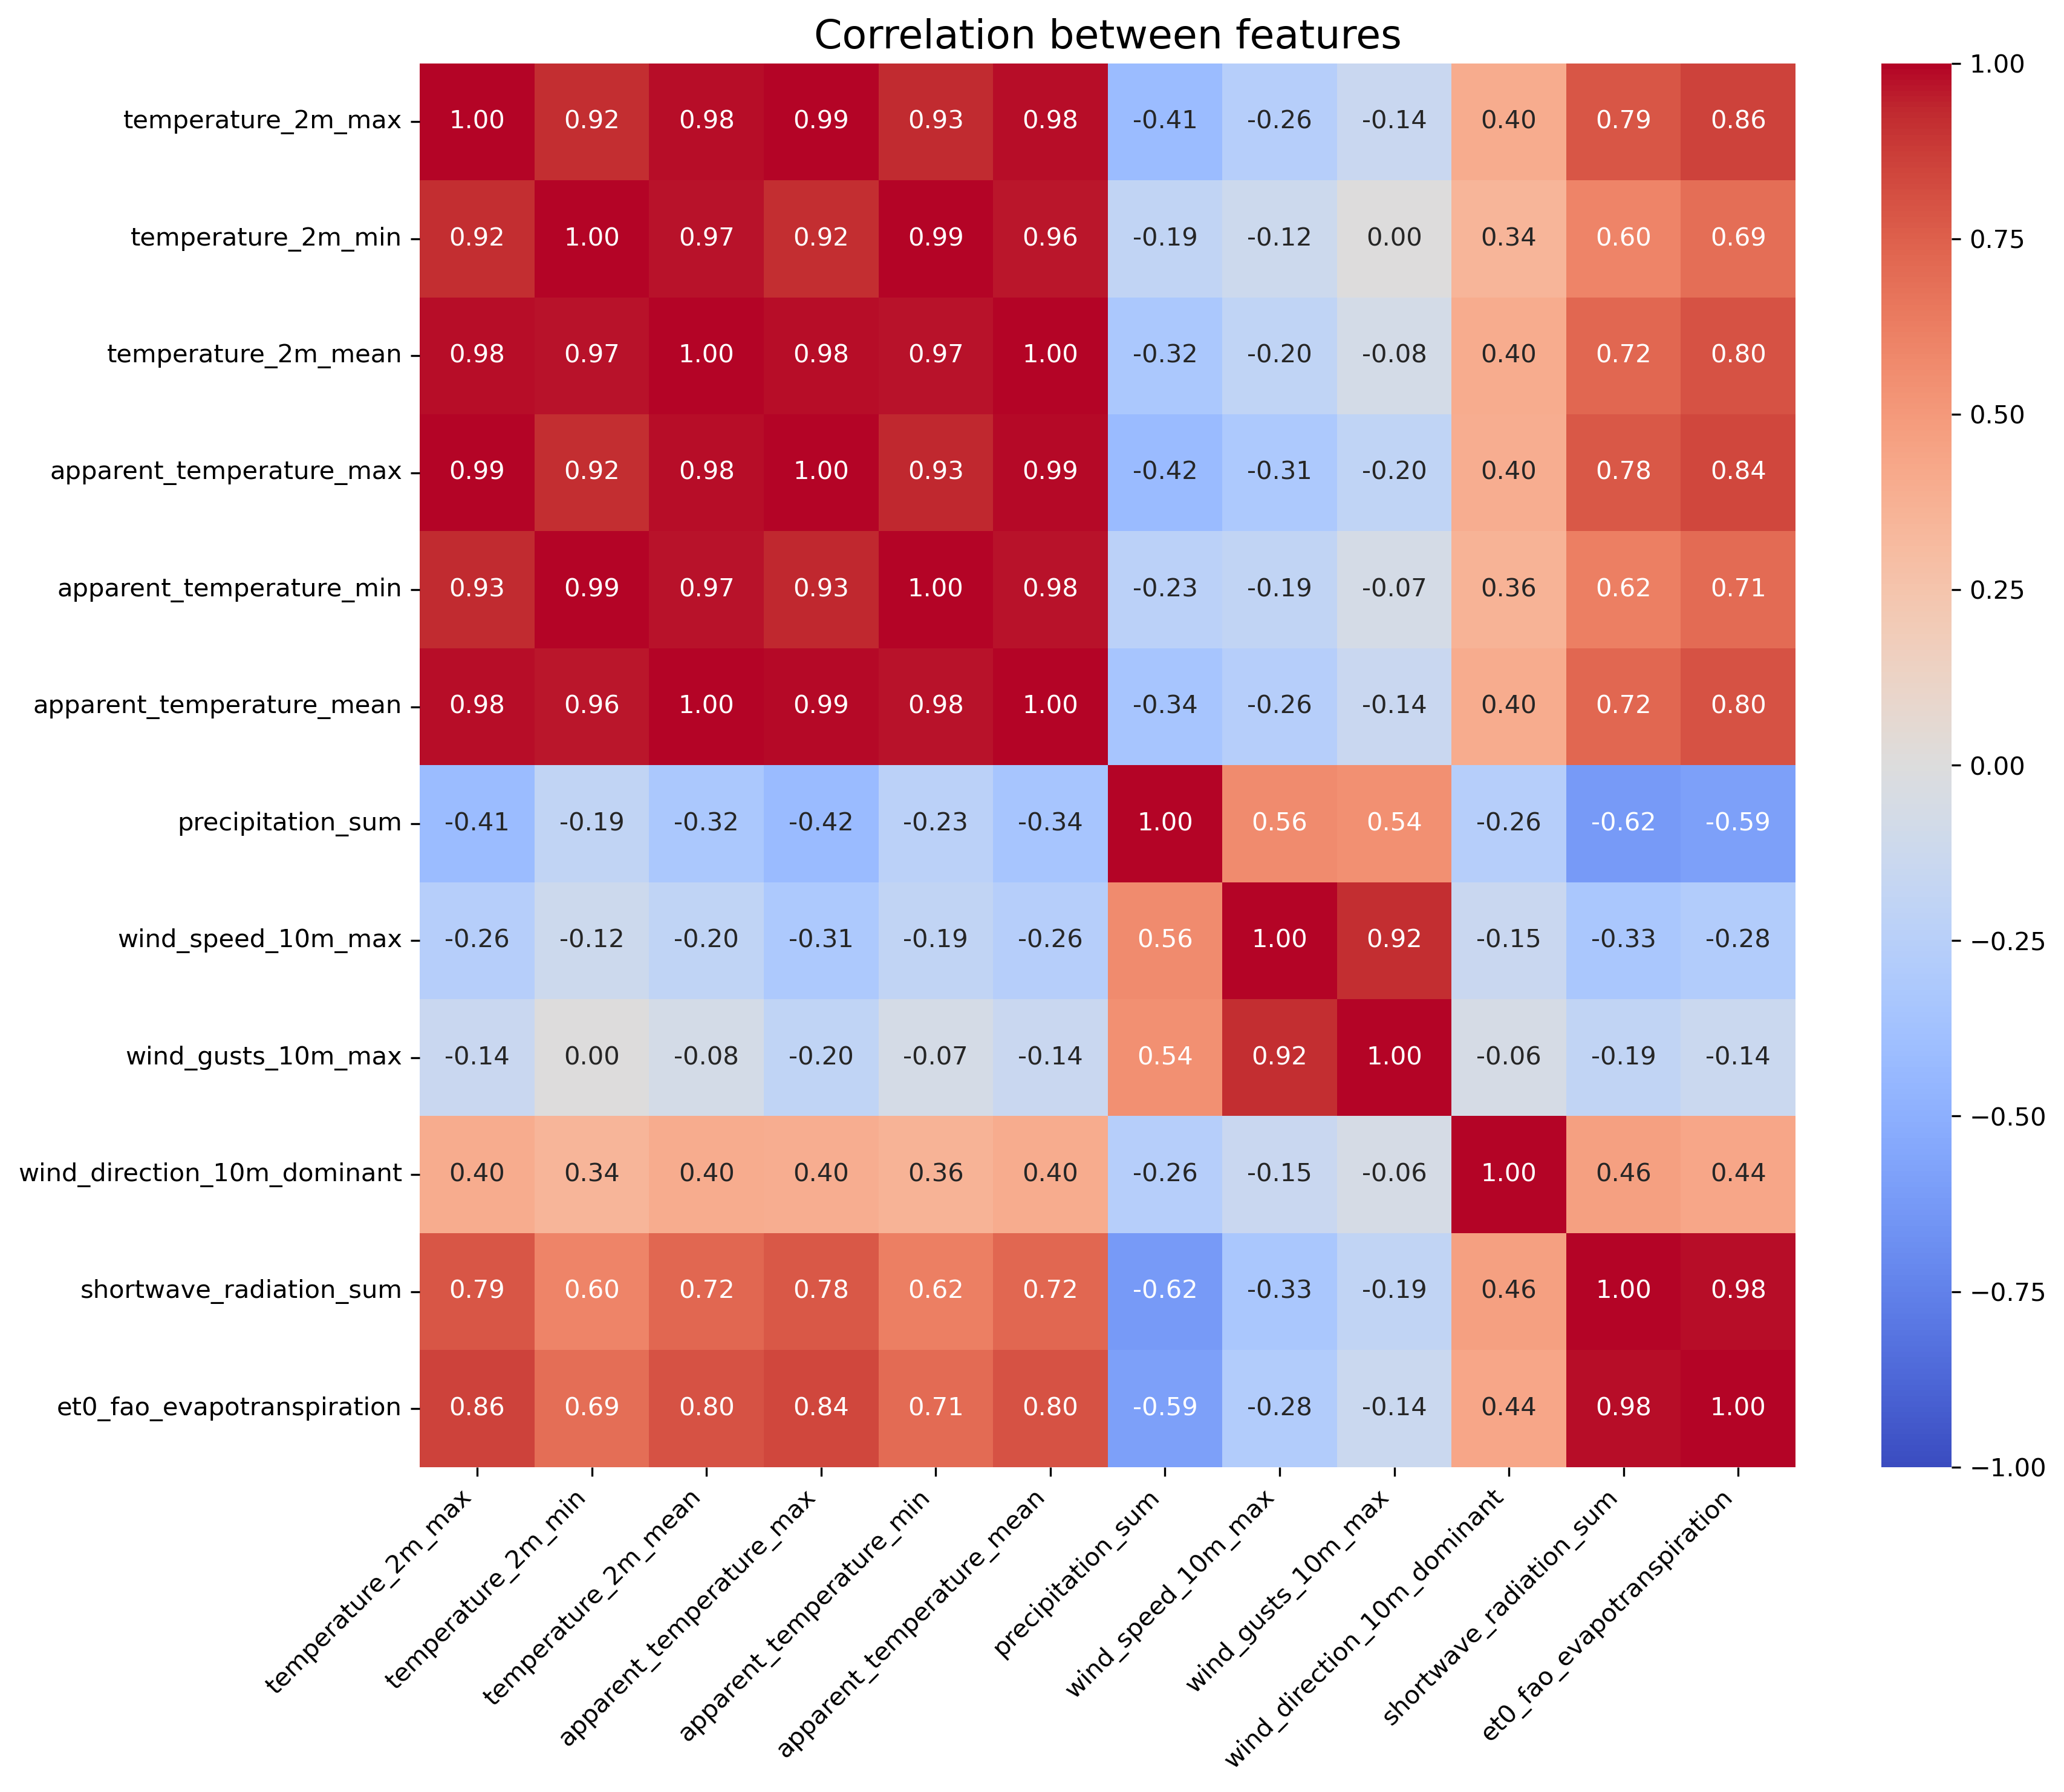 Correlation between features
temperature_2m_max 1.00 0.92 0.98 0.99 0.93 0.98 -0.41 -0.26 -0.14 0.40 0.79 0.86
temperature_2m_min 0.92 1.00 0.97 0.92 0.99 0.96 -0.19 -0.12 0.00 0.34 0.60 0.69
temperature_2m_mean 0.98 0.97 1.00 0.98 0.97 1.00 -0.32 -0.20 -0.08 0.40 0.72 0.80
apparent_temperature_max 0.99 0.92 0.98 1.00 0.93 0.99 -0.42 -0.31 -0.20 0.40 0.78 0.84
apparent_temperature_min 0.93 0.99 0.97 0.93 1.00 0.98 -0.23 -0.19 -0.07 0.36 0.62 0.71
apparent_temperature_mean 0.98 0.96 1.00 0.99 0.98 1.00 -0.34 -0.26 -0.14 0.40 0.72 0.80
precipitation_sum -0.41 -0.19 -0.32 -0.42 -0.23 -0.34 1.00 0.56 0.54 -0.26 -0.62 -0.59
wind_speed_10m_max -0.26 -0.12 -0.20 -0.31 -0.19 -0.26 0.56 1.00 0.92 -0.15 -0.33 -0.28
wind_gusts_10m_max -0.14 0.00 -0.08 -0.20 -0.07 -0.14 0.54 0.92 1.00 -0.06 -0.19 -0.14
wind_direction_10m_dominant 0.40 0.34 0.40 0.40 0.36 0.40 -0.26 -0.15 -0.06 1.00 0.46 0.44
shortwave_radiation_sum 0.79 0.60 0.72 0.78 0.62 0.72 -0.62 -0.33 -0.19 0.46 1.00 0.98
et0_fao_evapotranspiration 0.86 0.69 0.80 0.84 0.71 0.80 -0.59 -0.28 -0.14 0.44 0.98 1.00
temperature_2m_max
temperature_2m_min
temperature_2m_mean
apparent_temperature_max
apparent_temperature_min
apparent_temperature_mean
precipitation_sum
wind_speed_10m_max
wind_gusts_10m_max
wind_direction_10m_dominant
shortwave_radiation_sum
et0_fao_evapotranspiration
1.00
0.75
0.50
0.25
0.00
−0.25
−0.50
−0.75
−1.00